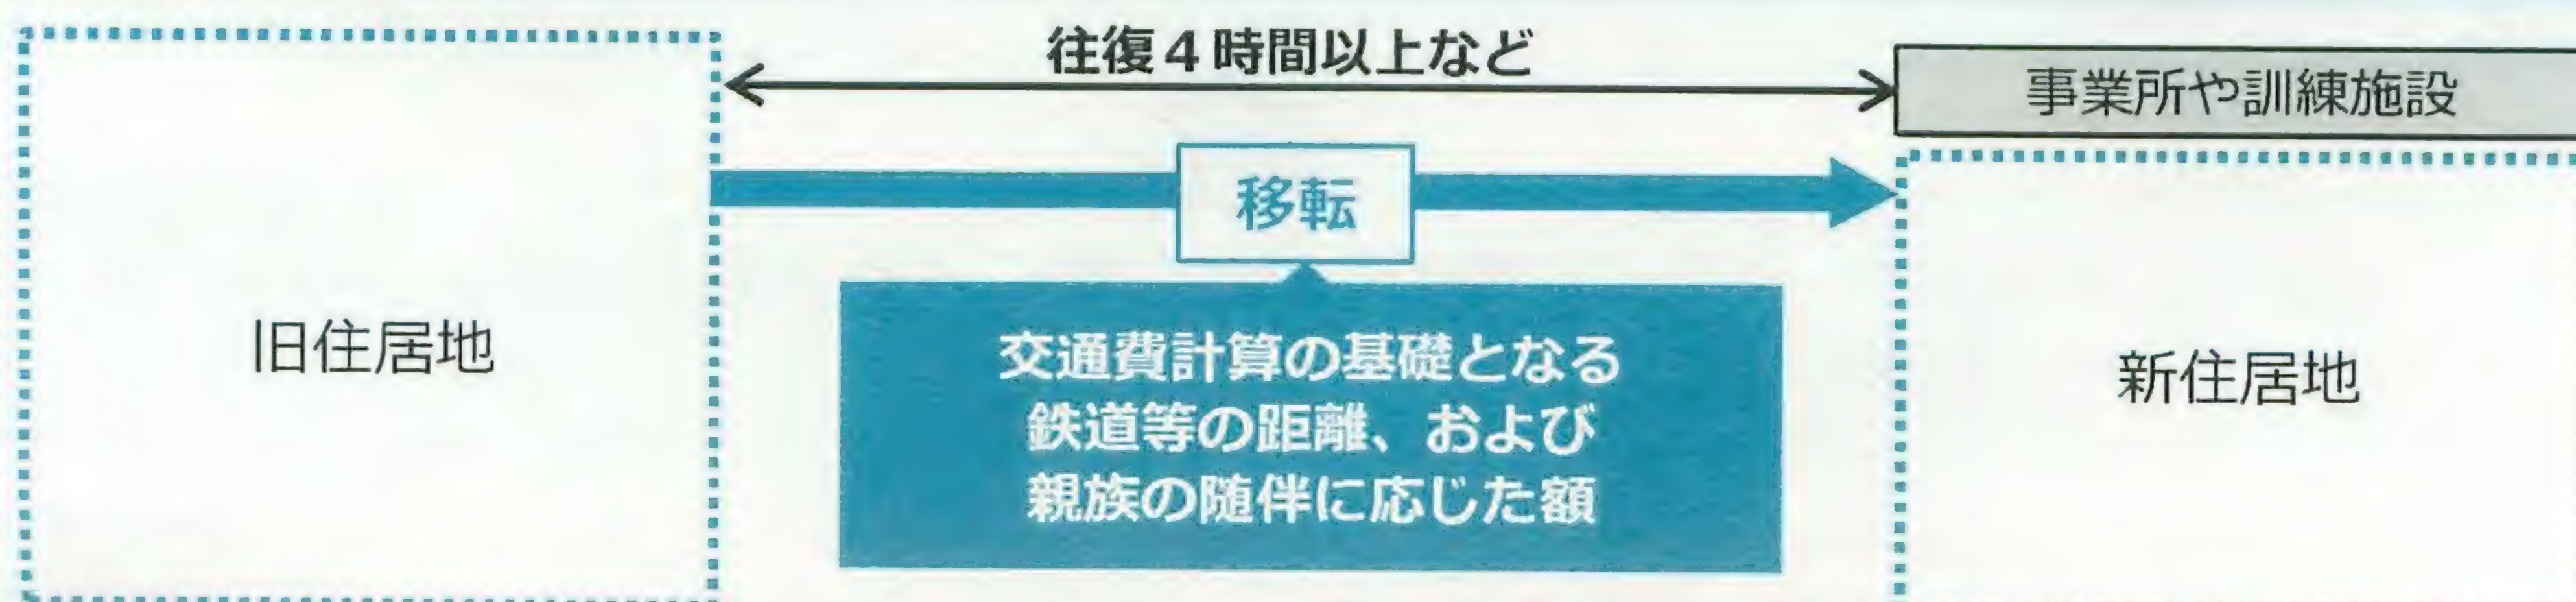 往復４時間以上など
事業所や訓練施設
移転
旧住居地
交通費計算の基礎となる
鉄道等の距離、および
親族の随伴に応じた額
新住居地